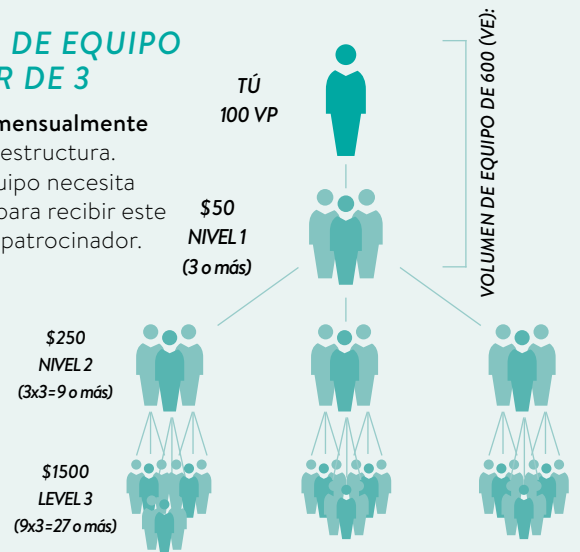 DE EQUIPO
R DE 3
mensualmente
estructura.
uipo necesita
para recibir este
patrocinador.
TÚ
100 VP
$50
NIVEL 1
(3 o más)
VOLUMEN DE EQUIPO DE 600 (VE):
$250
NIVEL 2
(3x3=9 o más)
$1500
LEVEL 3
(9x3=27 o más)